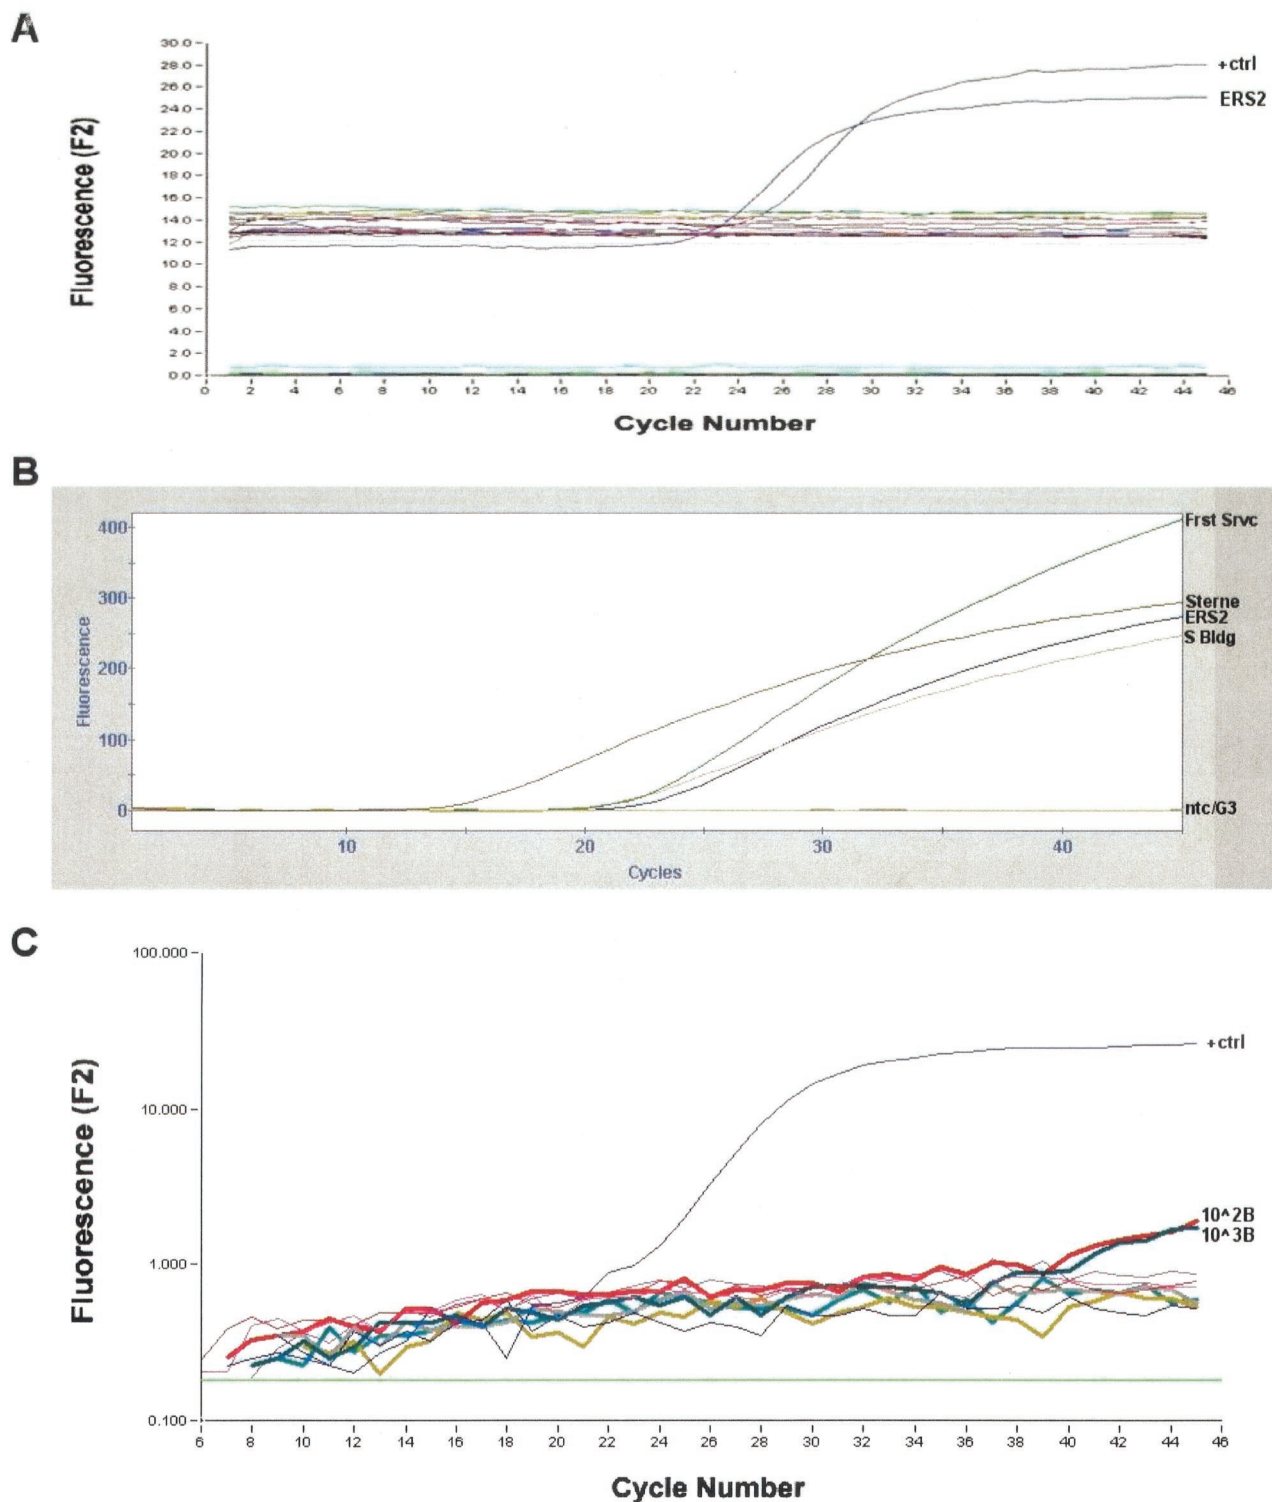 A
Fluorescence (F2)
30.0
28.0
26.0
24.0
22.0
20.0
18.0
16.0
14.0
12.0
10.0
8.0
6.0
4.0
2.0
0.0
+ctrl
ERS2
0 2 4 6 8 10 12 14 16 18 20 22 24 26 28 30 32 34 36 38 40 42 44 46
Cycle Number
B
Fluorescence
400
300
200
100
0
Frst Srvc
Sterne
ERS2
S Bldg
ntc/G3
10 20 30 40
Cycles
C
Fluorescence (F2)
100.000
10.000
1.000
0.100
+ctrl
10^2B
10^3B
6 8 10 12 14 16 18 20 22 24 26 28 30 32 34 36 38 40 42 44 46
Cycle Number